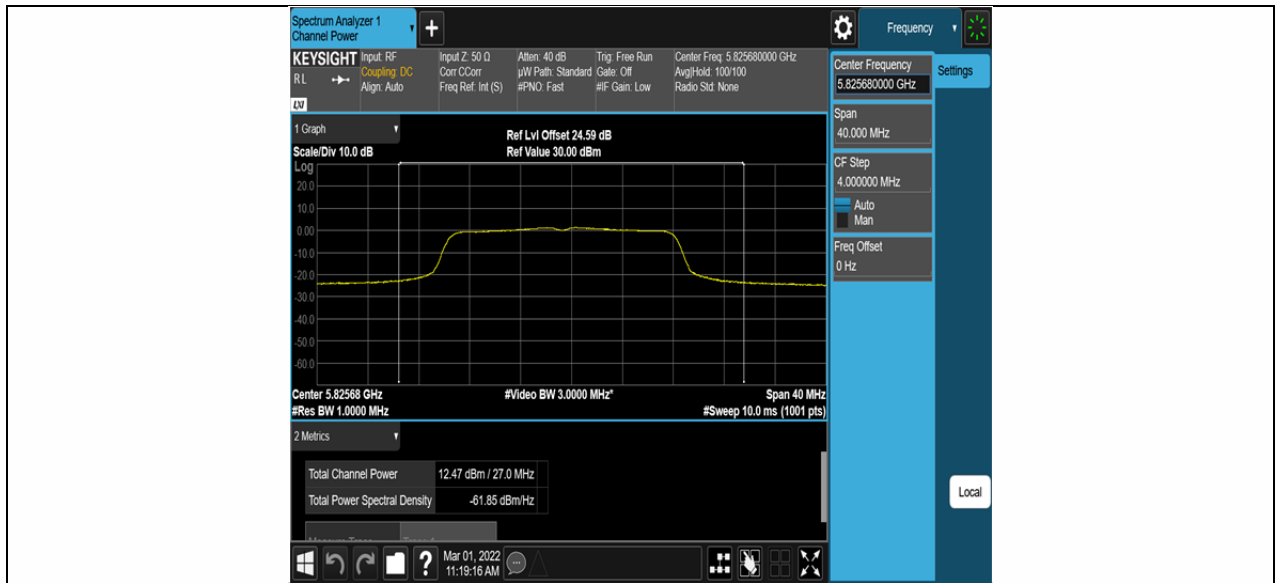 Spectrum Analyzer 1
Channel Power
+
Frequency
KEYSIGHT
RL
LXI
Input: RF
Coupling: DC
Align: Auto
Input Z: 50 Ω
Corr CCorr
Freq Ref: Int (S)
Atten: 40 dB
µW Path: Standard
#PNO: Fast
Trig: Free Run
Gate: Off
#IF Gain: Low
Center Freq: 5.825680000 GHz
Avg|Hold: 100/100
Radio Std: None
Center Frequency
5.825680000 GHz
Settings
Span
40.000 MHz
CF Step
4.000000 MHz
Auto
Man
Freq Offset
0 Hz
1 Graph
Scale/Div 10.0 dB
Ref Lvl Offset 24.59 dB
Ref Value 30.00 dBm
Log
20.0
10.0
0.00
-10.0
-20.0
-30.0
-40.0
-50.0
-60.0
Center 5.82568 GHz
#Video BW 3.0000 MHz*
Span 40 MHz
#Res BW 1.0000 MHz
#Sweep 10.0 ms (1001 pts)
2 Metrics
Total Channel Power
12.47 dBm / 27.0 MHz
Total Power Spectral Density
-61.85 dBm/Hz
Local
?
Mar 01, 2022
11:19:16 AM